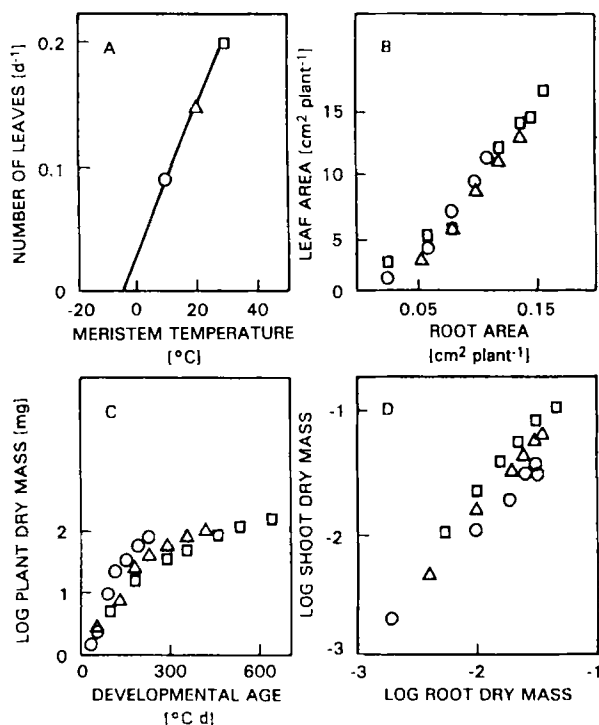 A
NUMBER OF LEAVES [d-1]
0.2
0.1
0
-20 0 20 40
MERISTEM TEMPERATURE
[°C]
B
LEAF AREA [cm2 plant-1]
15
10
5
0
0.05 0.15
ROOT AREA
[cm2 plant-1]
C
LOG PLANT DRY MASS [mg]
2
1
0
0 300 600
DEVELOPMENTAL AGE
[°C d]
D
LOG SHOOT DRY MASS
-1
-2
-3
-3 -2 -1
LOG ROOT DRY MASS